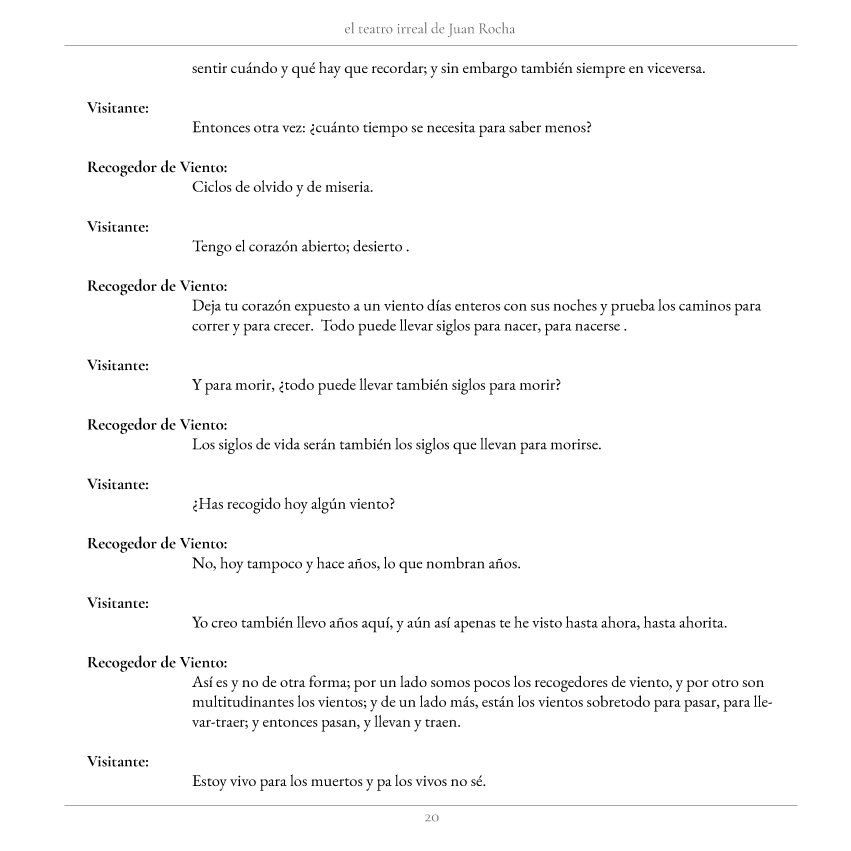 el teatro irreal de Juan Rocha
sentir cuándo y qué hay que recordar; y sin embargo también siempre en viceversa.
Visitante:
Entonces otra vez: ¿cuánto tiempo se necesita para saber menos?
Recogedor de Viento:
Ciclos de olvido y de miseria.
Visitante:
Tengo el corazón abierto; desierto .
Recogedor de Viento:
Deja tu corazón expuesto a un viento días enteros con sus noches y prueba los caminos para
correr y para crecer.  Todo puede llevar siglos para nacer, para nacerse .
Visitante:
Y para morir, ¿todo puede llevar también siglos para morir?
Recogedor de Viento:
Los siglos de vida serán también los siglos que llevan para morirse.
Visitante:
¿Has recogido hoy algún viento?
Recogedor de Viento:
No, hoy tampoco y hace años, lo que nombran años.
Visitante:
Yo creo también llevo años aquí, y aún así apenas te he visto hasta ahora, hasta ahorita.
Recogedor de Viento:
Así es y no de otra forma; por un lado somos pocos los recogedores de viento, y por otro son
multitudinantes los vientos; y de un lado más, están los vientos sobretodo para pasar, para lle-
var-traer; y entonces pasan, y llevan y traen.
Visitante:
Estoy vivo para los muertos y pa los vivos no sé.
20